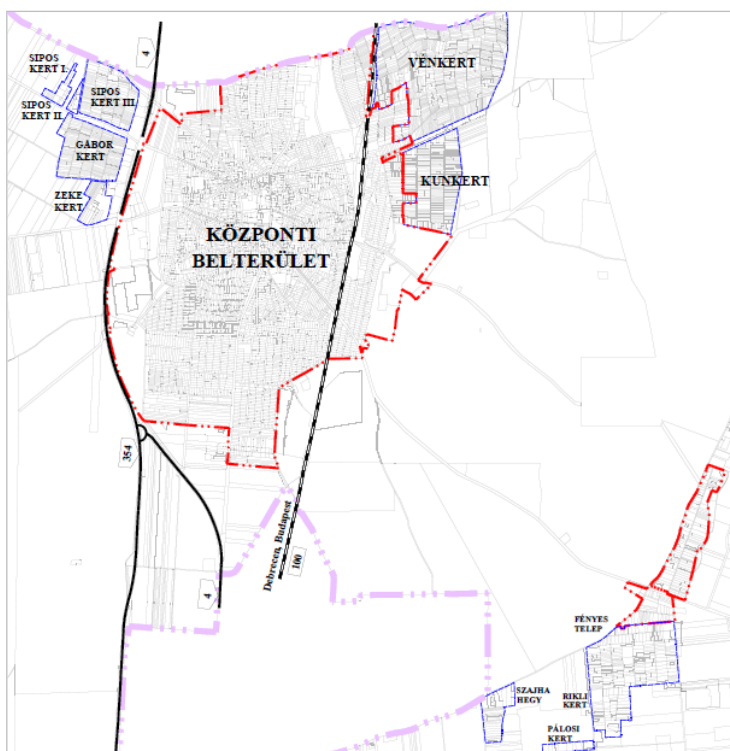 4
SIPOS
KERT I.
SIPOS
KERT III.
SIPOS
KERT II.
GÁBOR
KERT
ZEKE
KERT
VÉNKERT
KUNKERT
KÖZPONTI
BELTERÜLET
354
4
Debrecen, Budapest
100
FÉNYES
TELEP
SZAJHA
HEGY
RIKLI
KERT
PÁLOSI
KERT